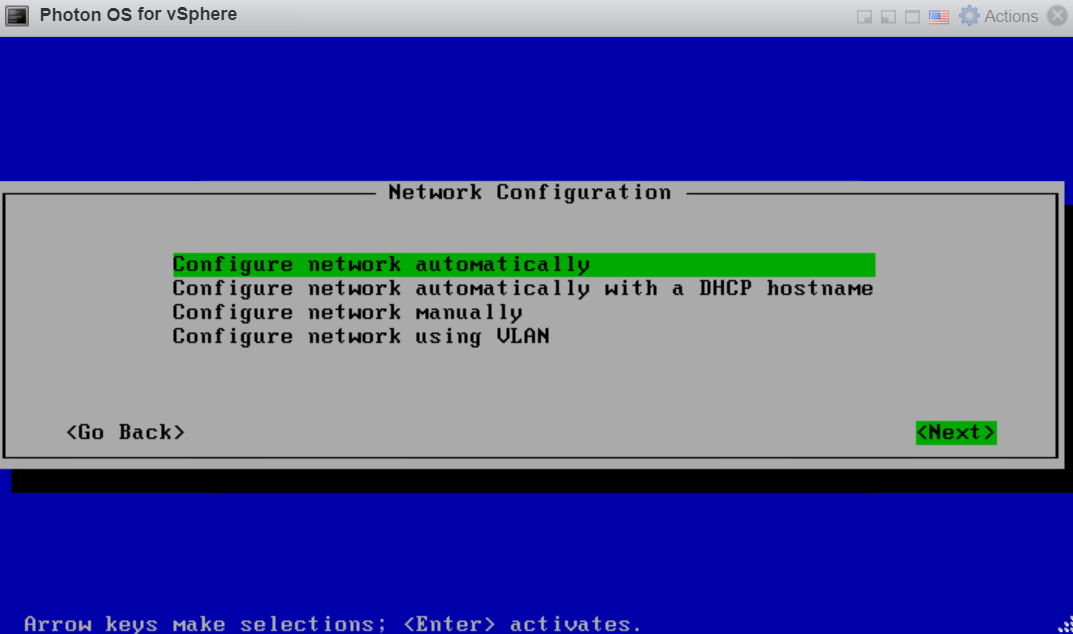 Photon OS for vSphere
Actions
Network Configuration
Configure network automatically
Configure network automatically with a DHCP hostname
Configure network manually
Configure network using VLAN
<Go Back>
<Next>
Arrow keys make selections; <Enter> activates.